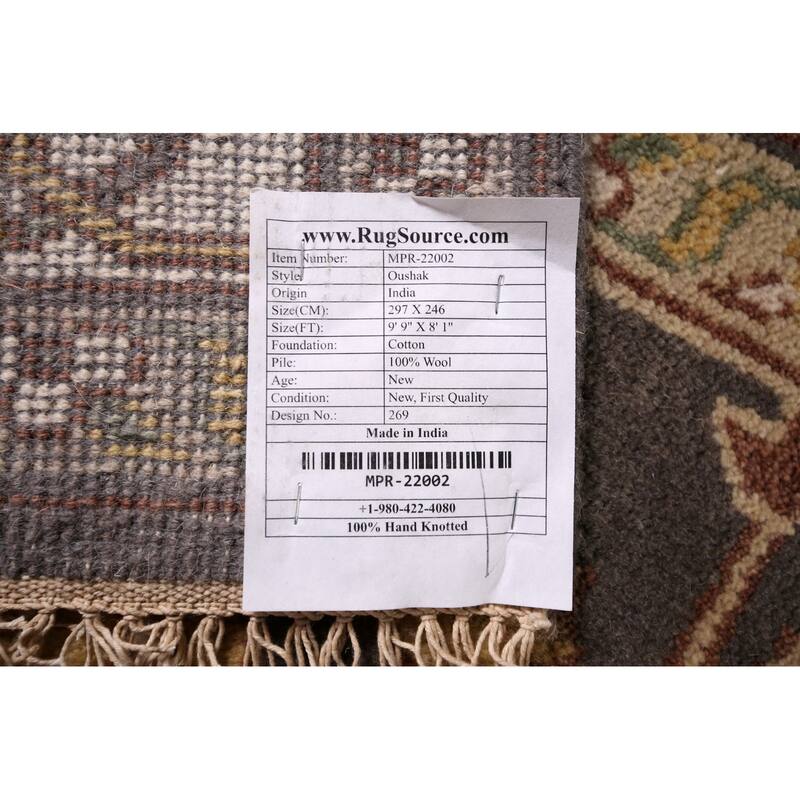 www.RugSource.com
Item Number: MPR-22002
Style: Oushak
Origin India
Size(CM): 297 X 246
Size(FT): 9' 9" X 8' 1"
Foundation: Cotton
Pile: 100% Wool
Age: New
Condition: New, First Quality
Design No.: 269
Made in India
MPR-22002
+1-980-422-4080
100% Hand Knotted